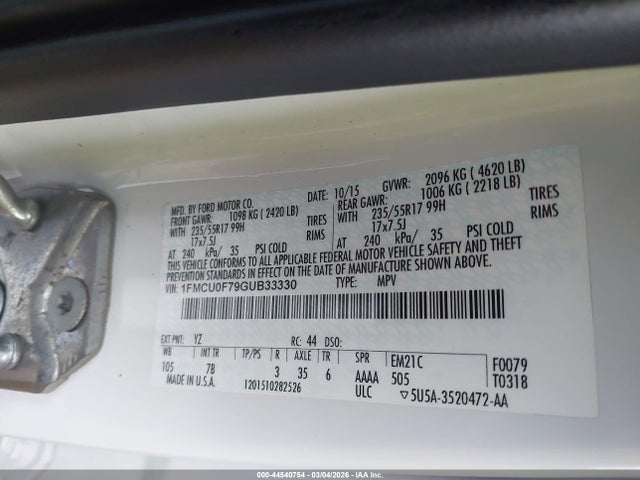 MFD. BY FORD MOTOR CO.
DATE: 10/15 GVWR: 2096 KG ( 4620 LB)
FRONT GAWR: 1098 KG ( 2420 LB) REAR GAWR: 1006 KG ( 2218 LB)
WITH 235/55R17 99H TIRES WITH 235/55R17 99H TIRES
17x7.5J RIMS 17x7.5J RIMS
AT 240 kPa/ 35 PSI COLD AT 240 kPa/ 35 PSI COLD
THIS VEHICLE CONFORMS TO ALL APPLICABLE FEDERAL MOTOR VEHICLE SAFETY AND THEFT
PREVENTION STANDARDS IN EFFECT ON THE DATE OF MANUFACTURE SHOWN ABOVE.
VIN: 1FMCU0F79GUB33330 TYPE: MPV
EXT PNT: YZ RC: 44 DSO:
WB INT TR TP/PS R AXLE TR SPR EM21C F0079
105 7B 3 35 6 AAAA 505 T0318
MADE IN U.S.A. 1201510282526 ULC ▽5U5A-3520472-AA
000-44540754 - 03/04/2026 - IAA Inc.